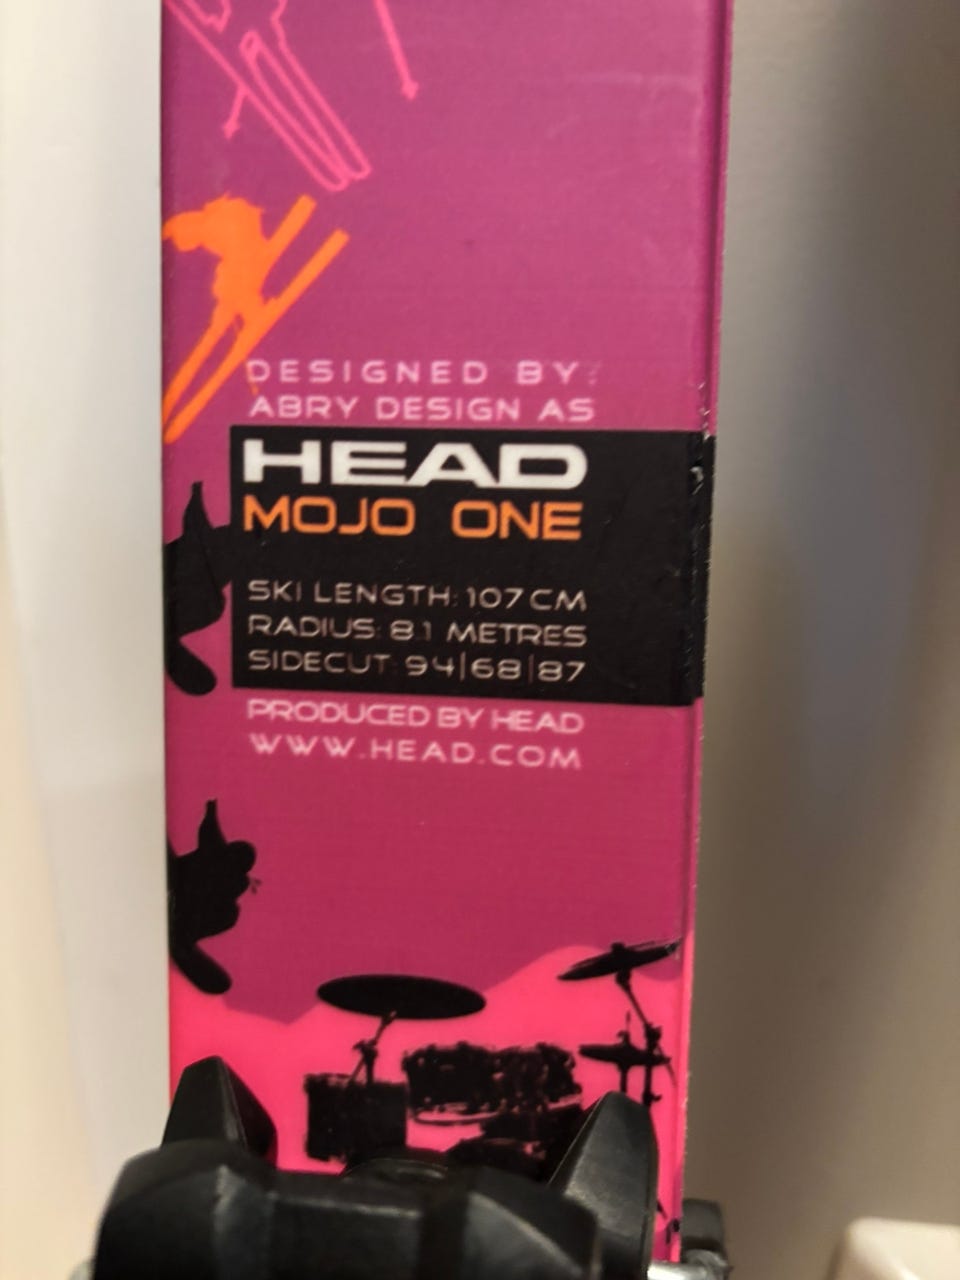 DESIGNED BY:
ABRY DESIGN AS
HEAD
MOJO ONE
SKI LENGTH: 107 CM
RADIUS: 8.1 METRES
SIDECUT: 94|68|87
PRODUCED BY HEAD
WWW.HEAD.COM